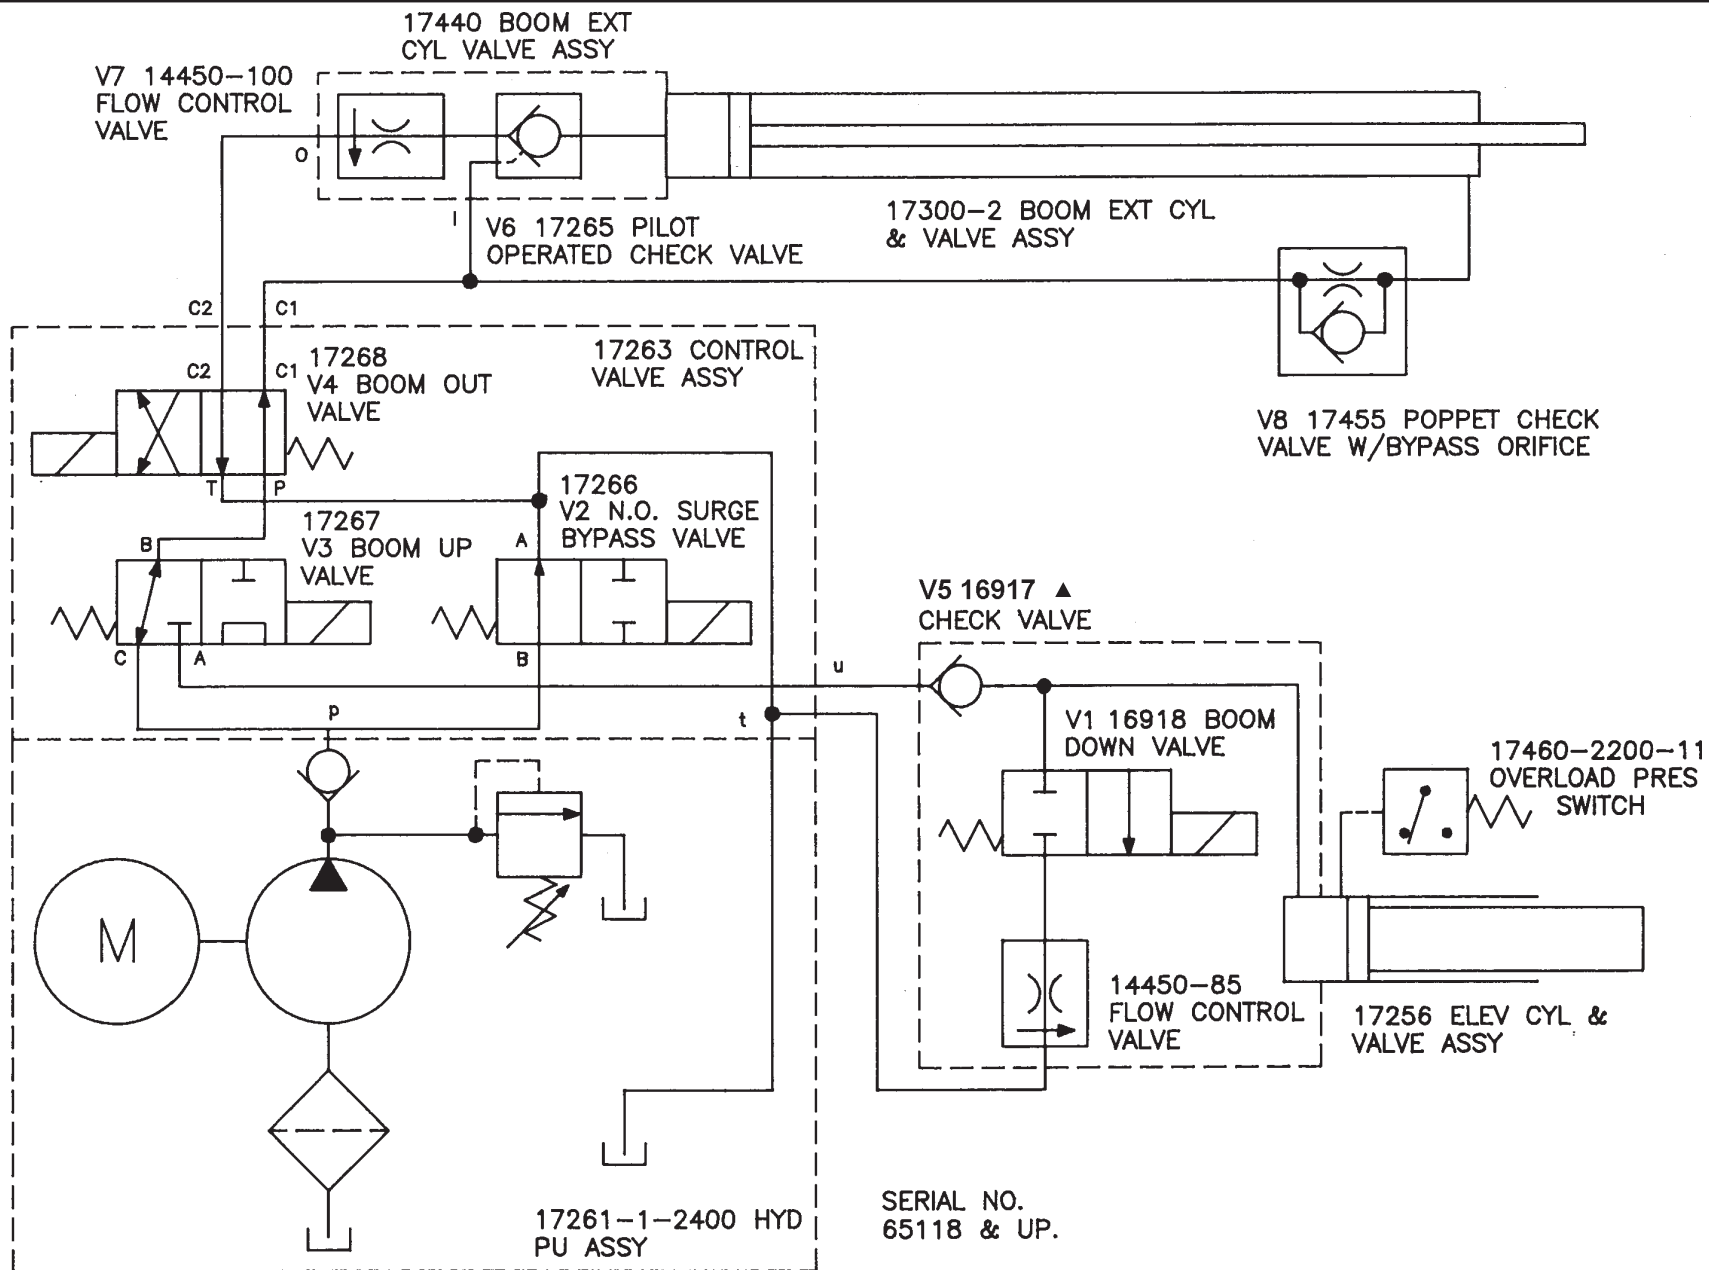 17440 BOOM EXT
CYL VALVE ASSY
V7 14450-100
FLOW CONTROL
VALVE
O
I
V6 17265 PILOT
OPERATED CHECK VALVE
17300-2 BOOM EXT CYL
& VALVE ASSY
C2
C1
17263 CONTROL
VALVE ASSY
C2
C1
17268
V4 BOOM OUT
VALVE
V8 17455 POPPET CHECK
VALVE W/BYPASS ORIFICE
T
P
17266
V2 N.O. SURGE
BYPASS VALVE
17267
V3 BOOM UP
VALVE
B
A
C
A
B
V5 16917 ▲
CHECK VALVE
u
p
t
V1 16918 BOOM
DOWN VALVE
17460-2200-11
OVERLOAD PRES
SWITCH
M
14450-85
FLOW CONTROL
VALVE
17256 ELEV CYL &
VALVE ASSY
17261-1-2400 HYD
PU ASSY
SERIAL NO.
65118 & UP.